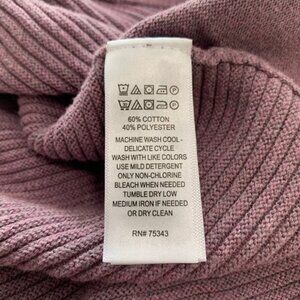 60% COTTON
40% POLYESTER
MACHINE WASH COOL -
DELICATE CYCLE
WASH WITH LIKE COLORS
USE MILD DETERGENT
ONLY NON-CHLORINE
BLEACH WHEN NEEDED
TUMBLE DRY LOW
MEDIUM IRON IF NEEDED
OR DRY CLEAN
RN# 75343